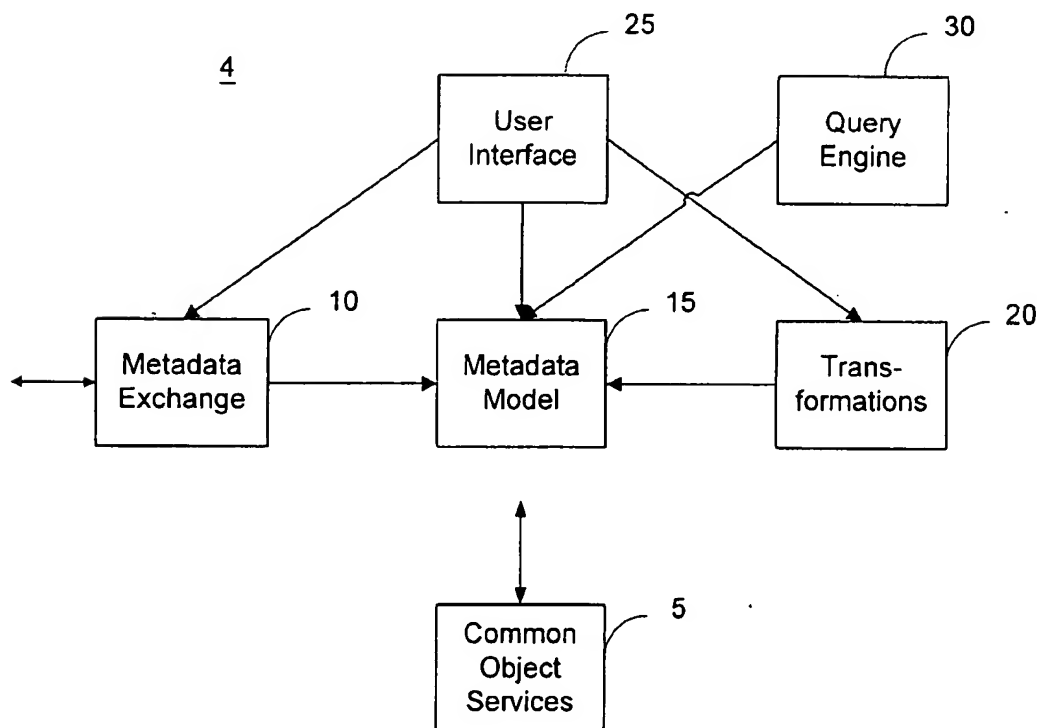 4
25
30
User
Interface
Query
Engine
10
15
20
Metadada
Exchange
Metadata
Model
Trans-
formations
5
Common
Object
Services